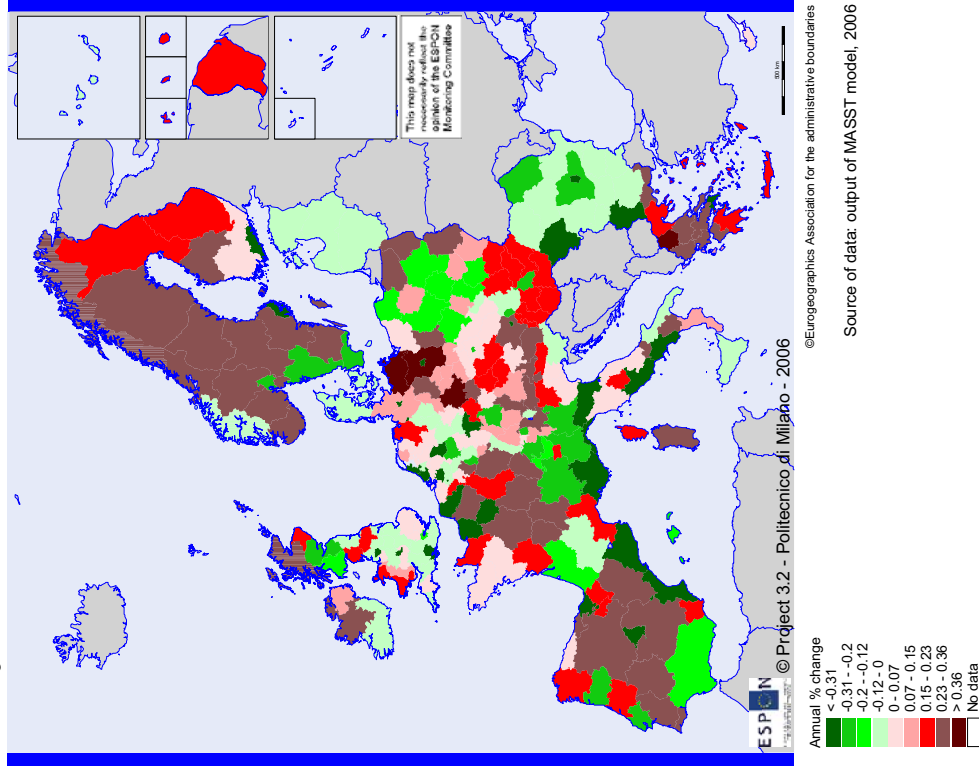 This map does not
necessarily reflect the
opinion of the ESPON
Monitoring Committee
500 km
ESPON
© Project 3.2 - Politecnico di Milano - 2006
©Eurogeographics Association for the administrative boundaries
Source of data: output of MASST model, 2006
Annual % change
< -0.31
-0.31 - -0.2
-0.2 - -0.12
-0.12 - 0
0 - 0.07
0.07 - 0.15
0.15 - 0.23
0.23 - 0.36
> 0.36
No data